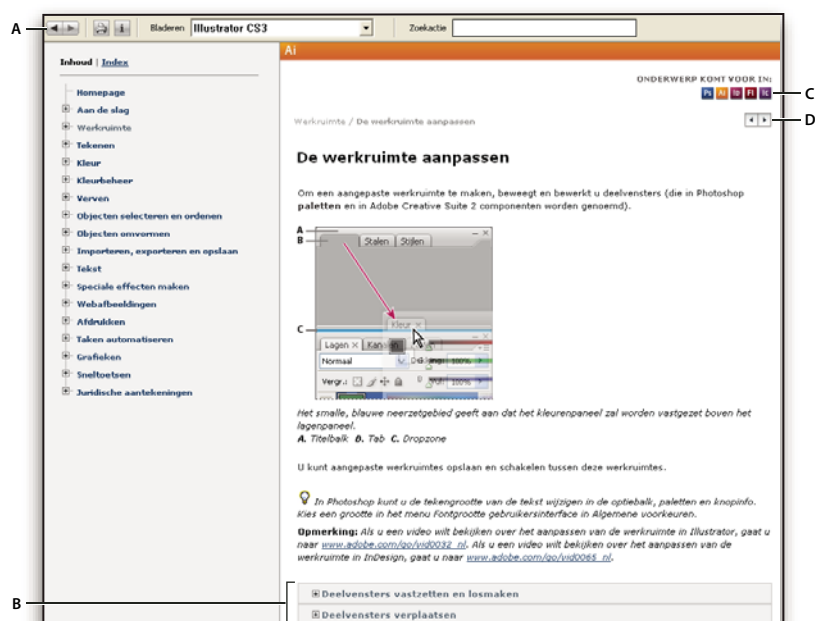 A
Bladeren Illustrator CS3 Zoekactie
Inhoud | Index
Homepage
Aan de slag
Werkruimte
Tekenen
Kleur
Kleurbeheer
Verven
Objecten selecteren en ordenen
Objecten omvormen
Importeren, exporteren en opslaan
Tekst
Speciale effecten maken
Webafbeeldingen
Afdrukken
Taken automatiseren
Grafieken
Sneltoetsen
Juridische aantekeningen
Ai
ONDERWERP KOMT VOOR IN:
Ps Ai Id Fl
C
D
Werkruimte / De werkruimte aanpassen
De werkruimte aanpassen
Om een aangepaste werkruimte te maken, beweegt en bewerkt u deelvensters (die in Photoshop
paletten en in Adobe Creative Suite 2 componenten worden genoemd).
A
B
Stalen Stijlen
Kleur
C
Lagen Kanalen
Normaal 100%
Vergr.: Vul: 100%
Het smalle, blauwe neerzetgebied geeft aan dat het kleurenpaneel zal worden vastgezet boven het
lagenpaneel.
A. Titelbalk B. Tab C. Dropzone
U kunt aangepaste werkruimtes opslaan en schakelen tussen deze werkruimtes.
In Photoshop kunt u de tekengrootte van de tekst wijzigen in de optiebalk, paletten en knopinfo.
Kies een grootte in het menu Fontgrootte gebruikersinterface in Algemene voorkeuren.
Opmerking: Als u een video wilt bekijken over het aanpassen van de werkruimte in Illustrator, gaat u
naar www.adobe.com/go/vid0032_nl. Als u een video wilt bekijken over het aanpassen van de
werkruimte in InDesign, gaat u naar www.adobe.com/go/vid0065_nl.
B
Deelvensters vastzetten en losmaken
Deelvensters verplaatsen